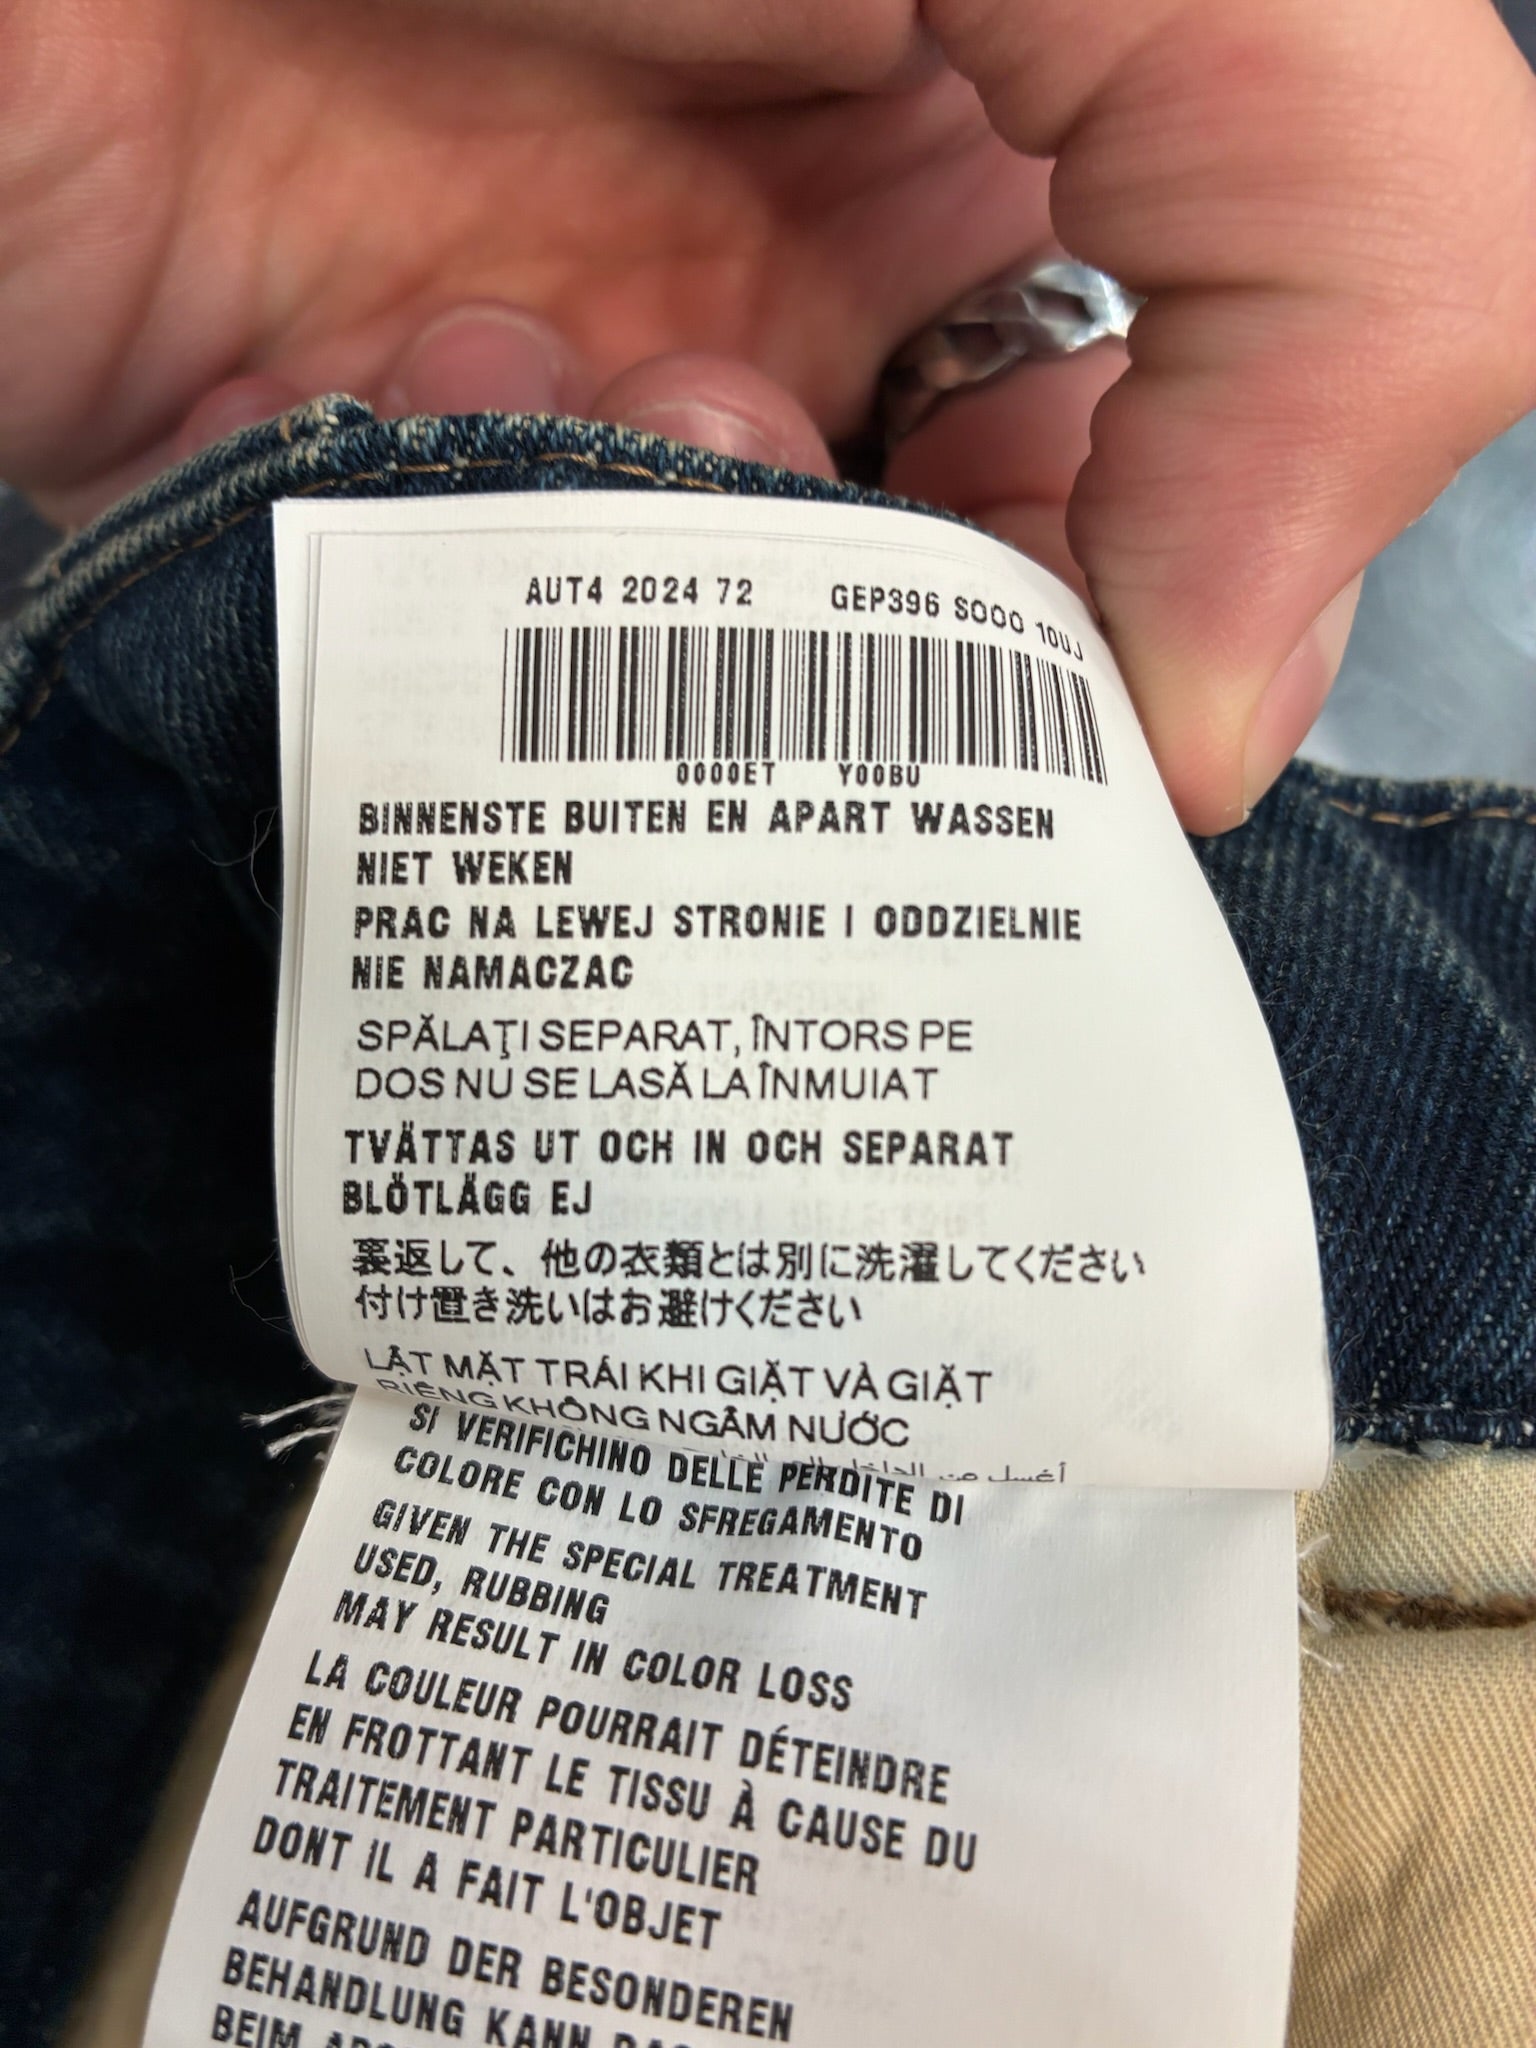 AUT4 2024 72 GEP396 SOOO 10UJ
0000ET Y00BU
BINNENSTE BUITEN EN APART WASSEN
NIET WEKEN
PRAC NA LEWEJ STRONIE I ODDZIELNIE
NIE NAMACZAC
SPĂLAŢI SEPARAT, ÎNTORS PE
DOS NU SE LASĂ LA ÎNMUIAT
TVÄTTAS UT OCH IN OCH SEPARAT
BLÖTLÄGG EJ
裏返して、他の衣類とは別に洗濯してください
付け置き洗いはお避けください
LẬT MẶT TRÁI KHI GIẶT VÀ GIẶT
RIÊNG KHÔNG NGÂM NƯỚC
أغسل من
SI VERIFICHINO DELLE PERDITE DI
COLORE CON LO SFREGAMENTO
GIVEN THE SPECIAL TREATMENT
USED, RUBBING
MAY RESULT IN COLOR LOSS
LA COULEUR POURRAIT DÉTEINDRE
EN FROTTANT LE TISSU À CAUSE DU
TRAITEMENT PARTICULIER
DONT IL A FAIT L'OBJET
AUFGRUND DER BESONDEREN
BEHANDLUNG KANN
BEIM